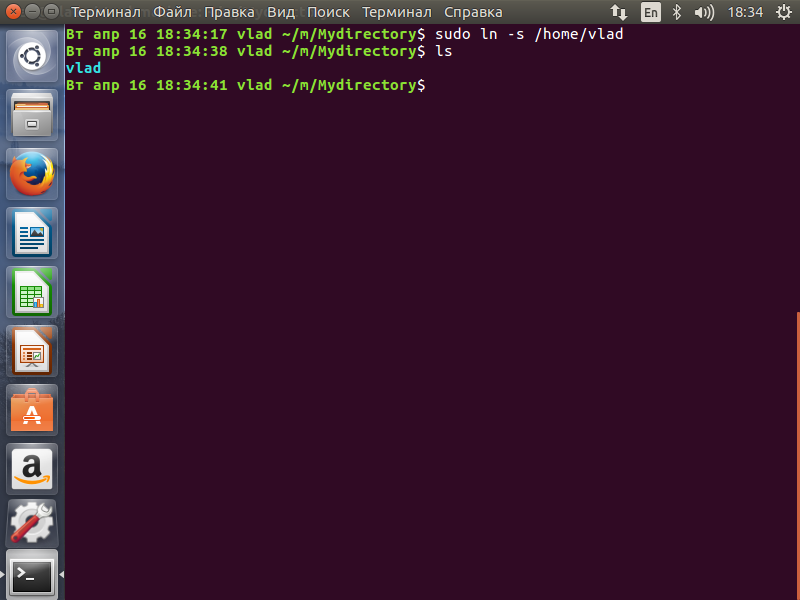 Терминал Файл Правка Вид Поиск Терминал Справка En 18:34
Вт апр 16 18:34:17 vlad ~/m/Mydirectory$ sudo ln -s /home/vlad
Вт апр 16 18:34:38 vlad ~/m/Mydirectory$ ls
vlad
Вт апр 16 18:34:41 vlad ~/m/Mydirectory$
A
a
>_